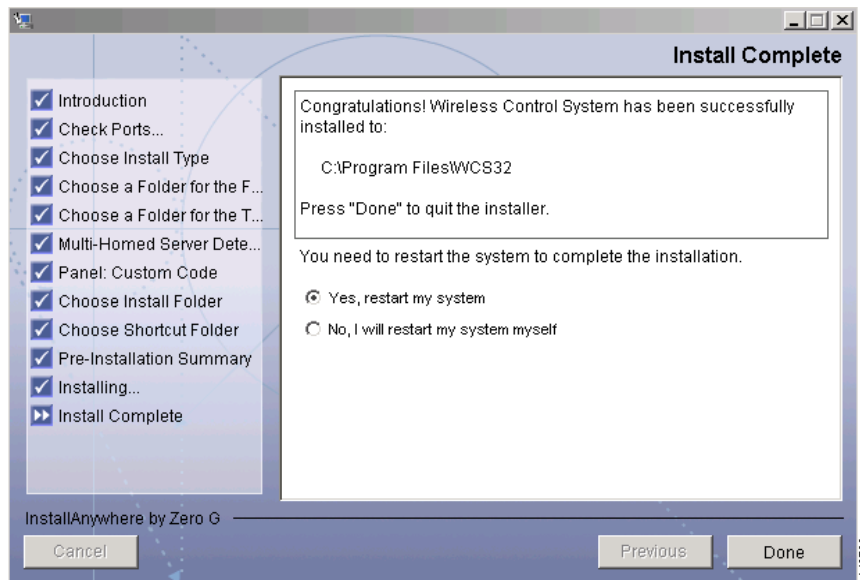 Install Complete
Introduction
Check Ports...
Choose Install Type
Choose a Folder for the F...
Choose a Folder for the T...
Multi-Homed Server Dete...
Panel: Custom Code
Choose Install Folder
Choose Shortcut Folder
Pre-Installation Summary
Installing...
Install Complete
Congratulations! Wireless Control System has been successfully
installed to:
C:\Program Files\WCS32
Press "Done" to quit the installer.
You need to restart the system to complete the installation.
Yes, restart my system
No, I will restart my system myself
InstallAnywhere by Zero G
Cancel
Previous
Done